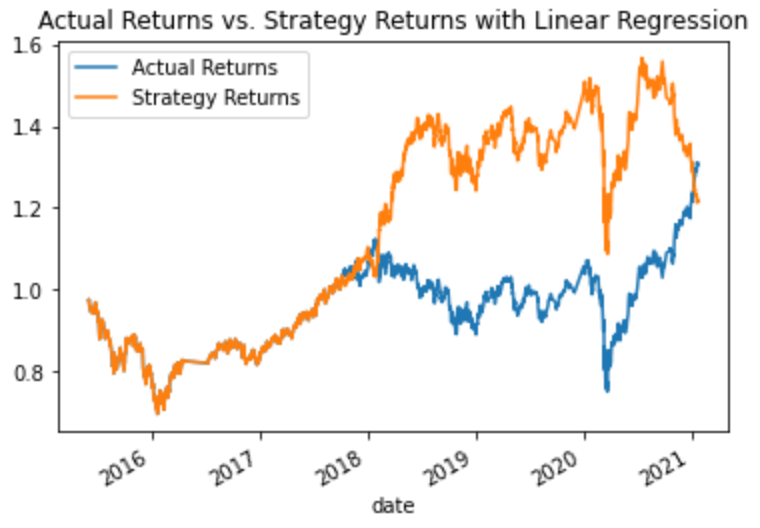 Actual Returns vs. Strategy Returns with Linear Regression
1.6
Actual Returns
Strategy Returns
1.4
1.2
1.0
0.8
2016
2017
2018
2019
2020
2021
date